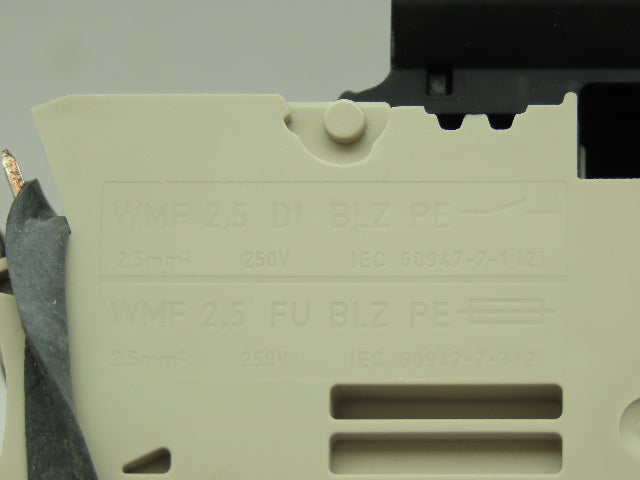 WMF 2,5 DI BLZ PE
2,5mm² 250V IEC 60947-7-1 (2)
WMF 2,5 FU BLZ PE
2,5mm² 250V IEC 60947-7-3 (2)